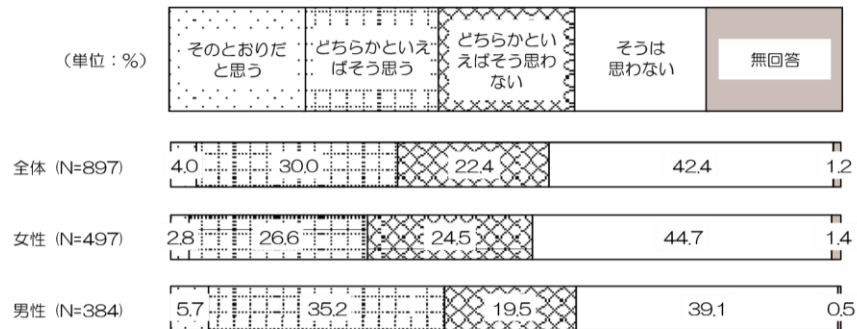 （単位：％）
そのとおりだ
と思う
どちらかといえ
ばそう思う
どちらかとい
えばそう思わ
ない
そうは
思わない
無回答
全体 (N=897)
4.0
30.0
22.4
42.4
1.2
女性 (N=497)
2.8
26.6
24.5
44.7
1.4
男性 (N=384)
5.7
35.2
19.5
39.1
0.5